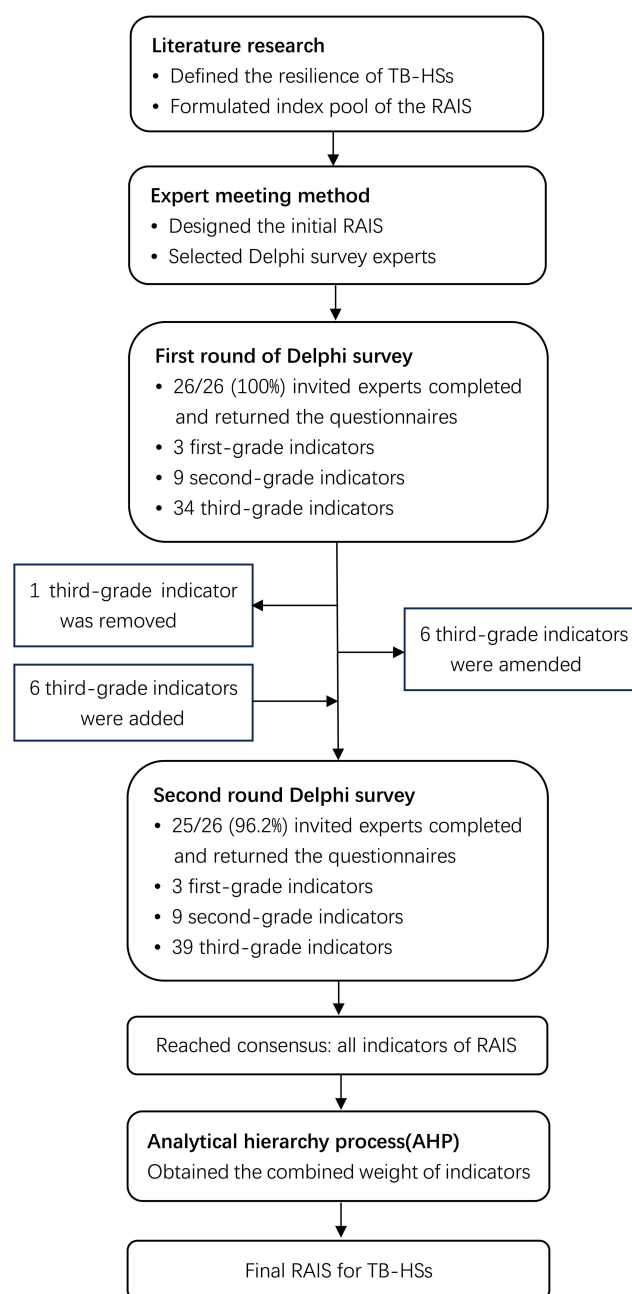 Literature research
• Defined the resilience of TB-HSs
• Formulated index pool of the RAIS
Expert meeting method
• Designed the initial RAIS
• Selected Delphi survey experts
First round of Delphi survey
• 26/26 (100%) invited experts completed
and returned the questionnaires
• 3 first-grade indicators
• 9 second-grade indicators
• 34 third-grade indicators
1 third-grade indicator
was removed
6 third-grade indicators
were amended
6 third-grade indicators
were added
Second round Delphi survey
• 25/26 (96.2%) invited experts completed
and returned the questionnaires
• 3 first-grade indicators
• 9 second-grade indicators
• 39 third-grade indicators
Reached consensus: all indicators of RAIS
Analytical hierarchy process(AHP)
Obtained the combined weight of indicators
Final RAIS for TB-HSs